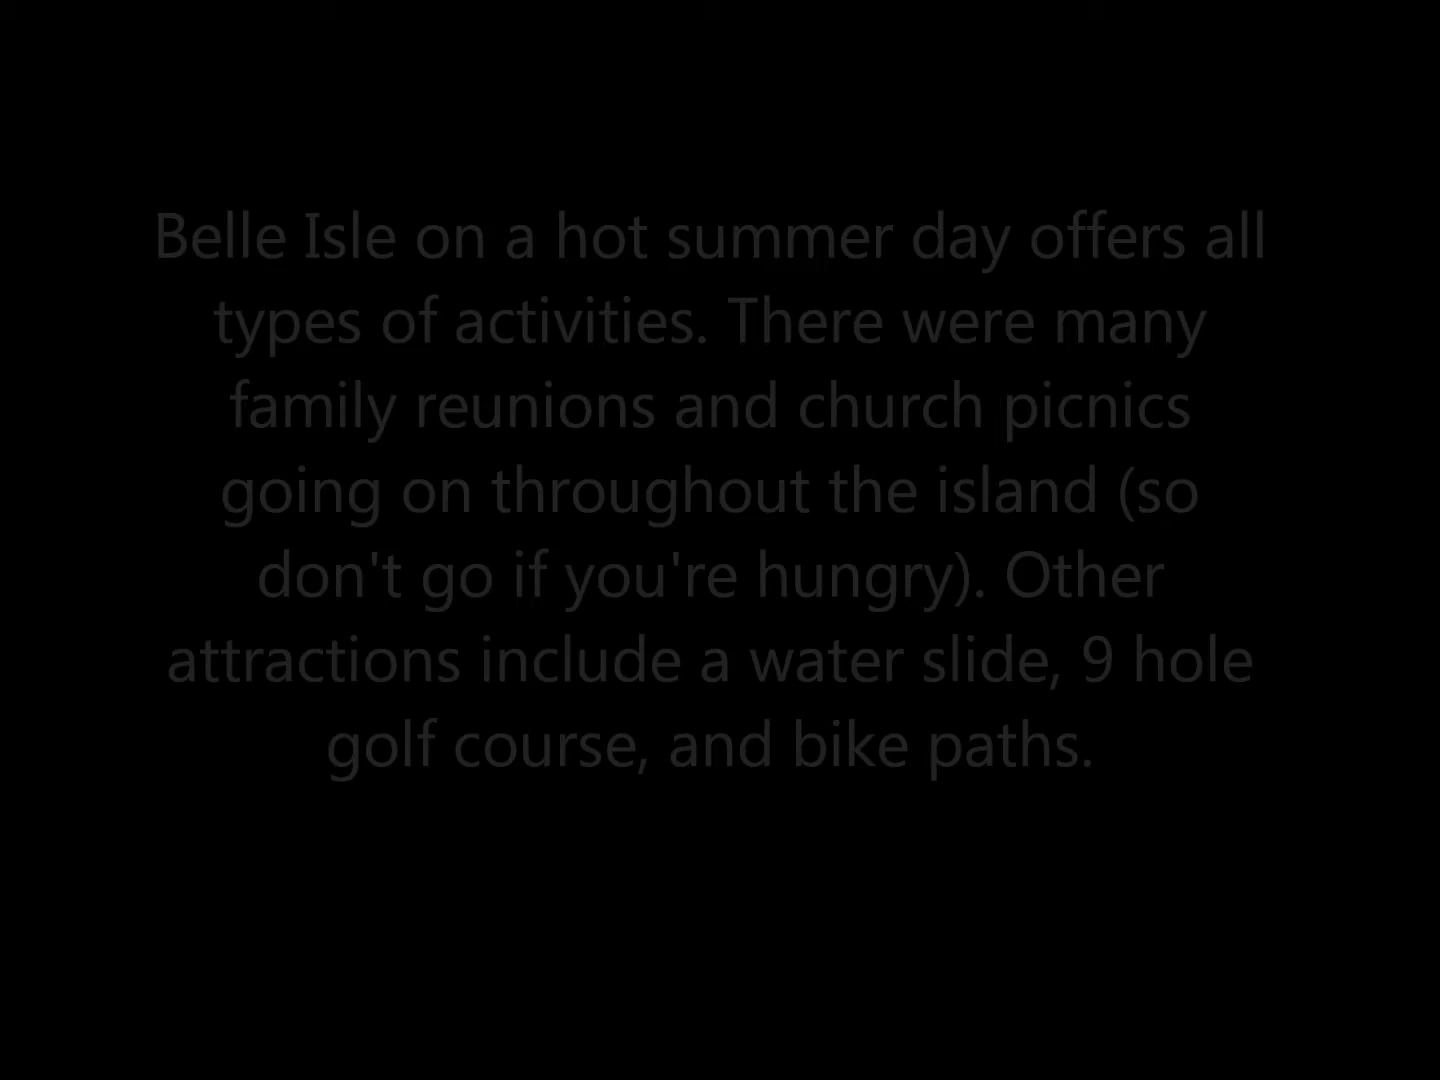 Belle Isle on a hot summer day offers all
types of activities. There were many
family reunions and church picnics
going on throughout the island (so
don't go if you're hungry). Other
attractions include a water slide, 9 hole
golf course, and bike paths.